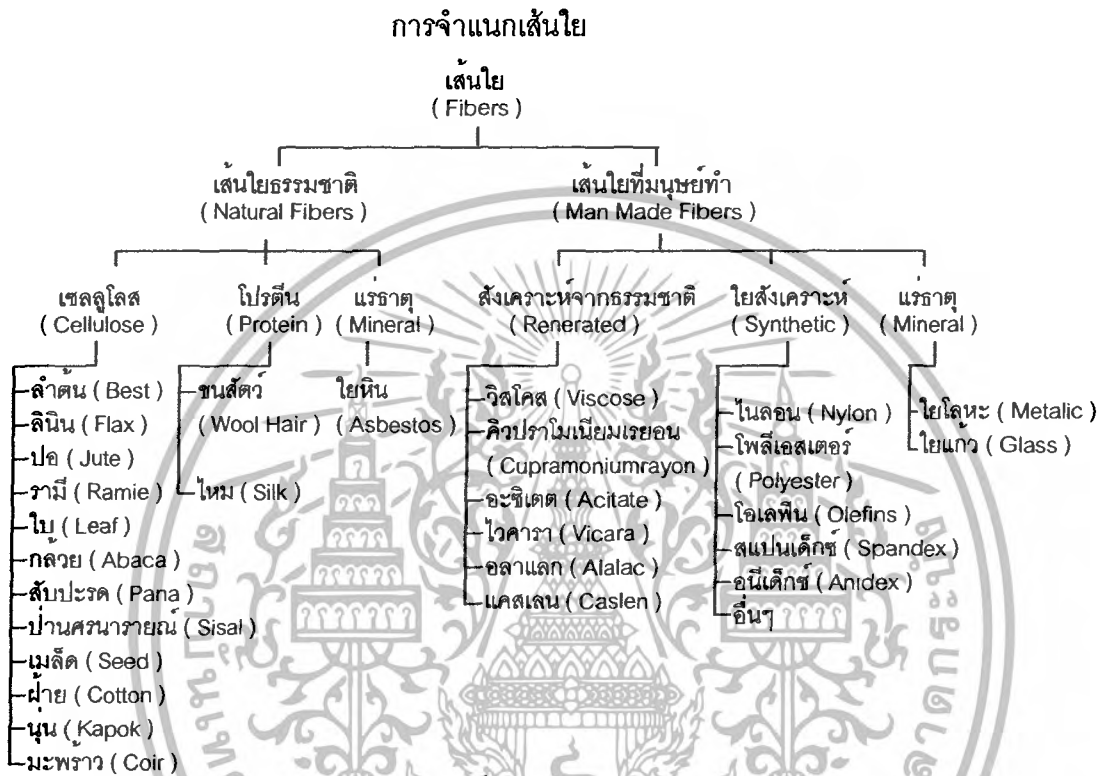 การจำแนกเส้นใย
เส้นใย
( Fibers )
เส้นใยธรรมชาติ
( Natural Fibers )
เส้นใยที่มนุษย์ทำ
( Man Made Fibers )
เซลลูโลส
( Cellulose )
ลำต้น ( Best )
ลินิน ( Flax )
ปอ ( Jute )
รามี ( Ramie )
ใบ ( Leaf )
กล้วย ( Abaca )
สับปะรด ( Pana )
ป่านศรนารายณ์ ( Sisal )
เมล็ด ( Seed )
ฝ้าย ( Cotton )
นุ่น ( Kapok )
มะพร้าว ( Coir )
โปรตีน
( Protein )
ขนสัตว์
( Wool Hair )
ไหม ( Silk )
แร่ธาตุ
( Mineral )
ใยหิน
( Asbestos )
สังเคราะห์จากธรรมชาติ
( Renerated )
วิสโคส ( Viscose )
คิวปราโมเนียมเรยอน
( Cupramoniumrayon )
อะซิเตต ( Acitate )
ไวคารา ( Vicara )
อลาแลก ( Alalac )
แคสเลน ( Caslen )
ใยสังเคราะห์
( Synthetic )
ไนลอน ( Nylon )
โพลี่เอสเตอร์
( Polyester )
โอเลฟิน ( Olefins )
สแปนเด็กซ์ ( Spandex )
อนีเด็กซ์ ( Anidex )
อื่นๆ
แร่ธาตุ
( Mineral )
ใยโลหะ ( Metalic )
ใยแก้ว ( Glass )